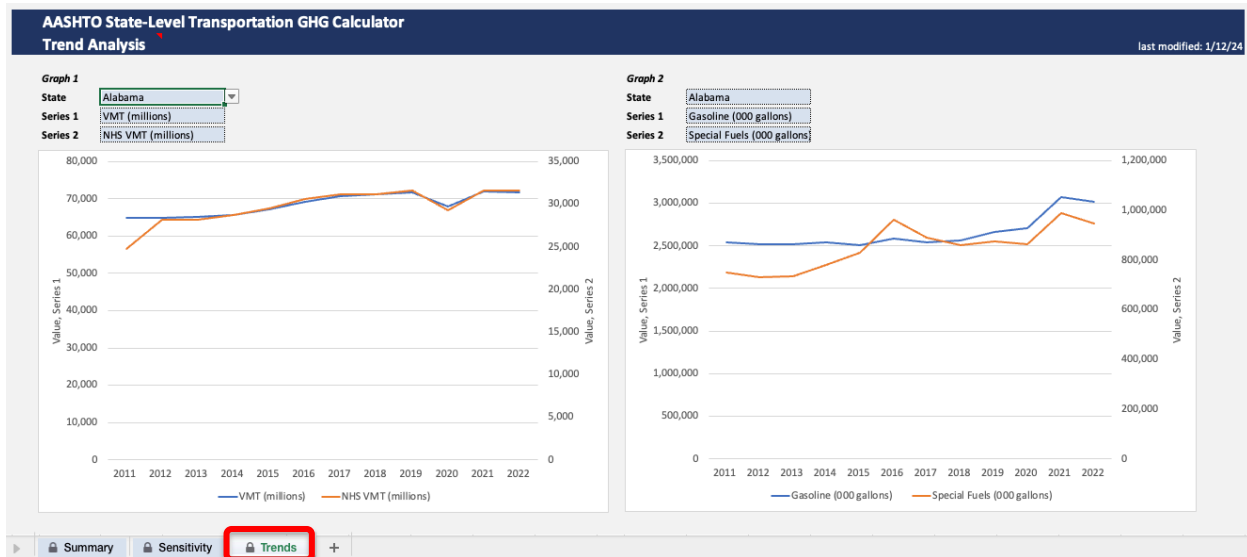 AASHTO State-Level Transportation GHG Calculator
Trend Analysis
last modified: 1/12/24
Graph 1
State Alabama
Series 1 VMT (millions)
Series 2 NHS VMT (millions)
80,000
70,000
60,000
50,000
40,000
30,000
20,000
10,000
0
Value, Series 1
35,000
30,000
25,000
20,000
15,000
10,000
5,000
0
Value, Series 2
2011 2012 2013 2014 2015 2016 2017 2018 2019 2020 2021 2022
VMT (millions) NHS VMT (millions)
Graph 2
State Alabama
Series 1 Gasoline (000 gallons)
Series 2 Special Fuels (000 gallons
3,500,000
3,000,000
2,500,000
2,000,000
1,500,000
1,000,000
500,000
0
Value, Series 1
1,200,000
1,000,000
800,000
600,000
400,000
200,000
0
Value, Series 2
2011 2012 2013 2014 2015 2016 2017 2018 2019 2020 2021 2022
Gasoline (000 gallons) Special Fuels (000 gallons)
Summary Sensitivity Trends +